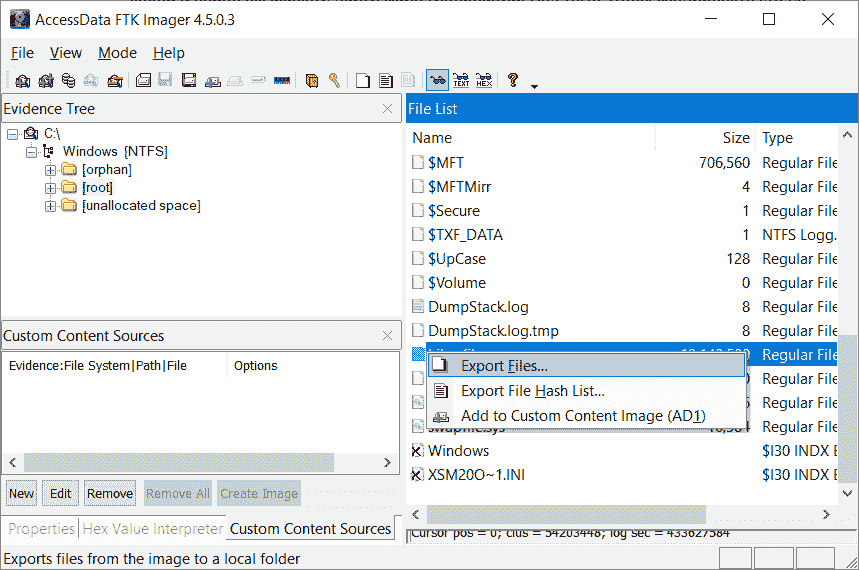 AccessData FTK Imager 4.5.0.3
File View Mode Help
Evidence Tree
C:\
Windows [NTFS]
[orphan]
[root]
[unallocated space]
Custom Content Sources
Evidence:File System|Path|File Options
New Edit Remove Remove All Create Image
Properties Hex Value Interpreter Custom Content Sources
File List
Name Size Type
$MFT 706,560 Regular File
$MFTMirr 4 Regular File
$Secure 1 Regular File
$TXF_DATA 1 NTFS Logg.
$UpCase 128 Regular File
$Volume 0 Regular File
DumpStack.log 8 Regular File
DumpStack.log.tmp 8 Regular File
Regular File
Export Files...
Regular File
Export File Hash List...
Regular File
Add to Custom Content Image (AD1)
swapfile.sys Regular File
Windows $I30 INDX E
XSM20O~1.INI $I30 INDX E
Cursor pos = 0; clus = 54203448; log sec = 433627584
Exports files from the image to a local folder